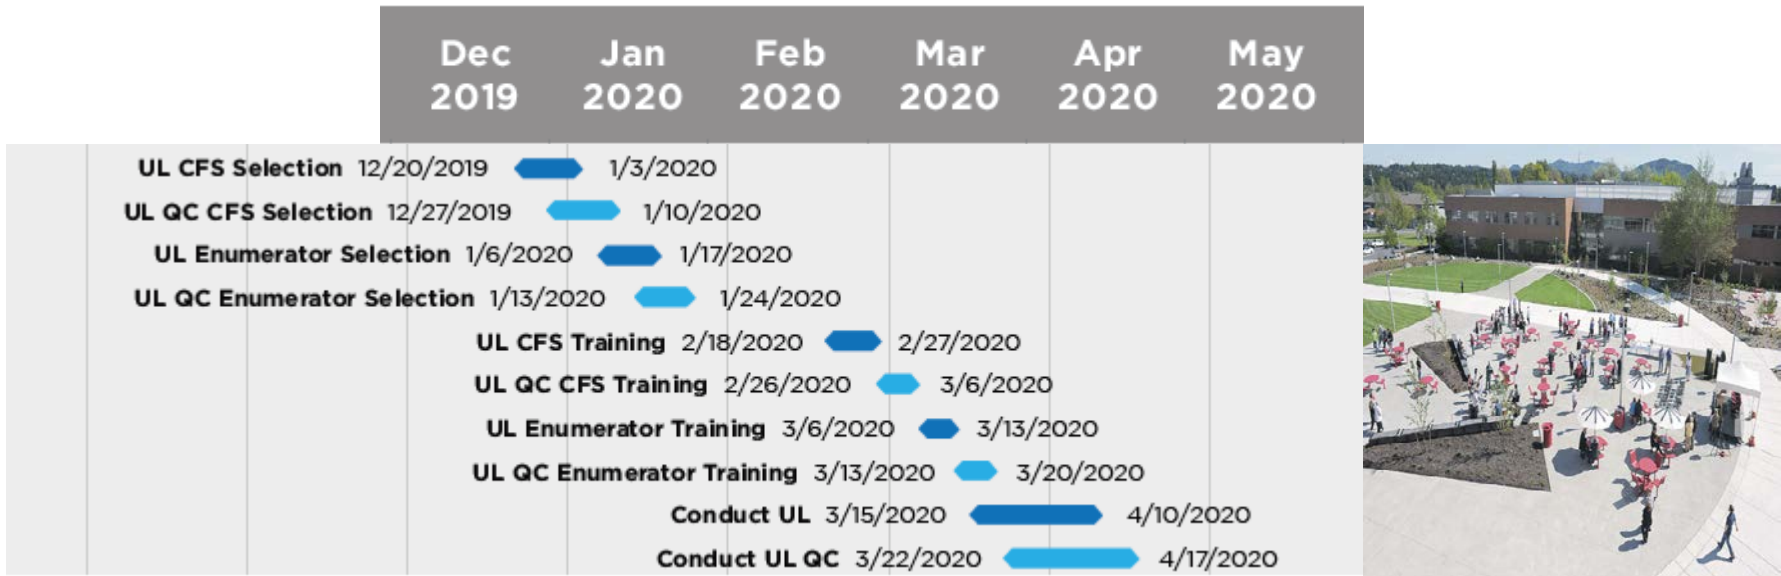 Dec Jan Feb Mar Apr May
2019 2020 2020 2020 2020 2020
UL CFS Selection 12/20/2019 1/3/2020
UL QC CFS Selection 12/27/2019 1/10/2020
UL Enumerator Selection 1/6/2020 1/17/2020
UL QC Enumerator Selection 1/13/2020 1/24/2020
UL CFS Training 2/18/2020 2/27/2020
UL QC CFS Training 2/26/2020 3/6/2020
UL Enumerator Training 3/6/2020 3/13/2020
UL QC Enumerator Training 3/13/2020 3/20/2020
Conduct UL 3/15/2020 4/10/2020
Conduct UL QC 3/22/2020 4/17/2020